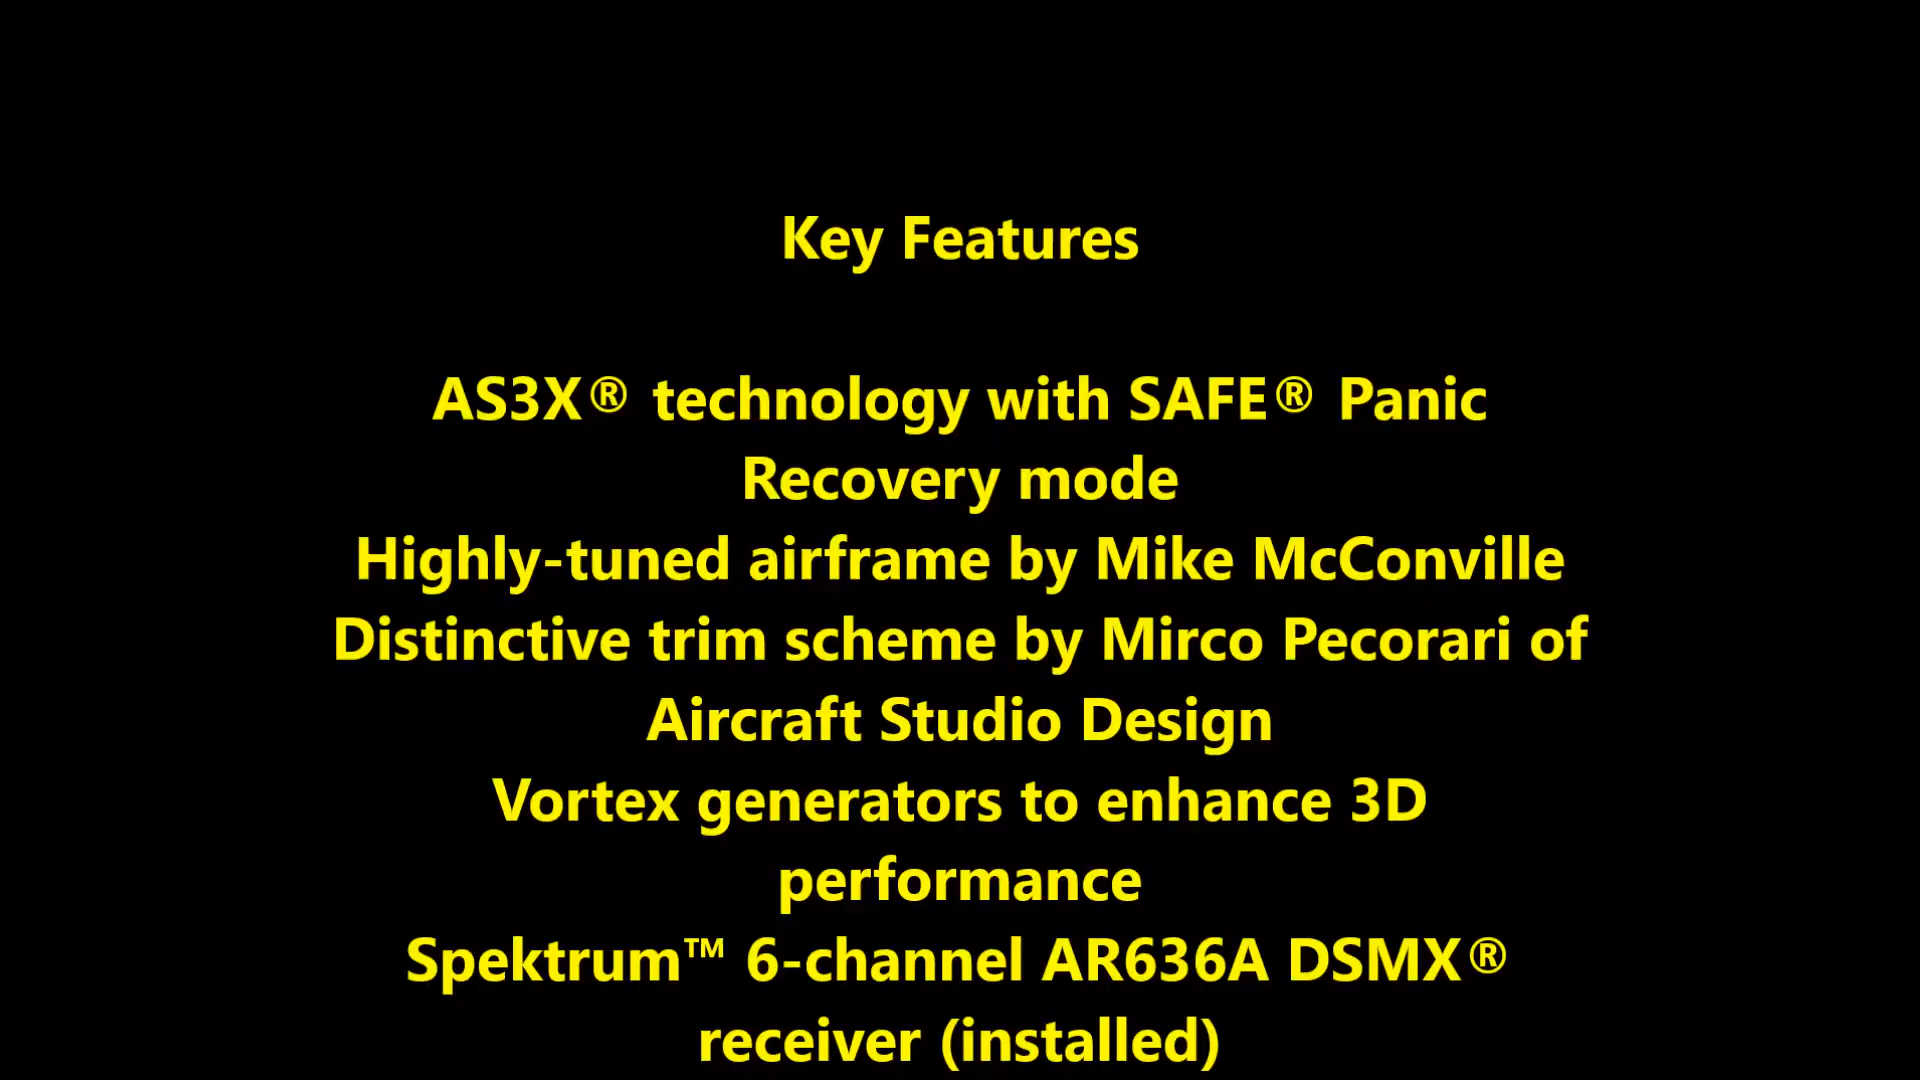 Key Features
AS3X® technology with SAFE® Panic
Recovery mode
Highly-tuned airframe by Mike McConville
Distinctive trim scheme by Mirco Pecorari of
Aircraft Studio Design
Vortex generators to enhance 3D
performance
Spektrum™ 6-channel AR636A DSMX®
receiver (installed)